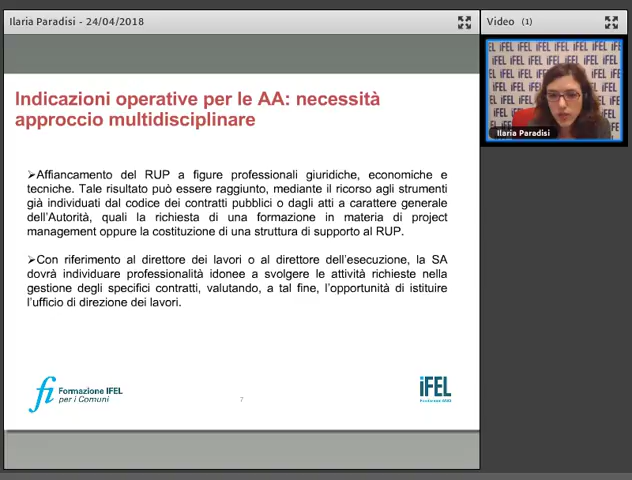 Ilaria Paradisi - 24/04/2018
Video (1)
Indicazioni operative per le AA: necessità
approccio multidisciplinare
➢Affiancamento del RUP a figure professionali giuridiche, economiche e
tecniche. Tale risultato può essere raggiunto, mediante il ricorso agli strumenti
già individuati dal codice dei contratti pubblici o dagli atti a carattere generale
dell'Autorità, quali la richiesta di una formazione in materia di project
management oppure la costituzione di una struttura di supporto al RUP.
➢Con riferimento al direttore dei lavori o al direttore dell'esecuzione, la SA
dovrà individuare professionalità idonee a svolgere le attività richieste nella
gestione degli specifici contratti, valutando, a tal fine, l'opportunità di istituire
l'ufficio di direzione dei lavori.
fi Formazione IFEL
per i Comuni
7
iFEL
Ilaria Paradisi